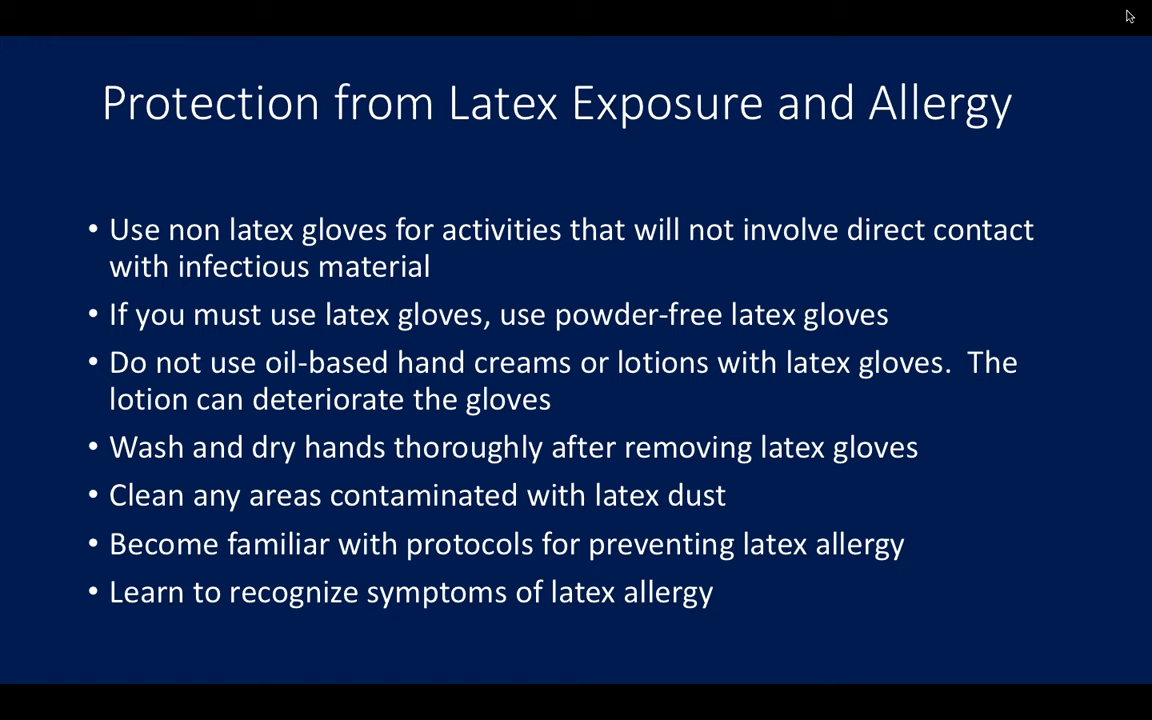 Protection from Latex Exposure and Allergy
• Use non latex gloves for activities that will not involve direct contact
with infectious material
• If you must use latex gloves, use powder-free latex gloves
• Do not use oil-based hand creams or lotions with latex gloves.  The
lotion can deteriorate the gloves
• Wash and dry hands thoroughly after removing latex gloves
• Clean any areas contaminated with latex dust
• Become familiar with protocols for preventing latex allergy
• Learn to recognize symptoms of latex allergy